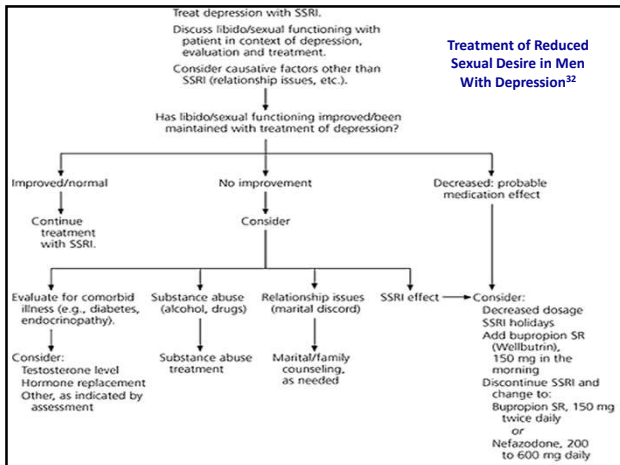 Treat depression with SSRI.
Discuss libido/sexual functioning with
patient in context of depression,
evaluation and treatment.
Consider causative factors other than
SSRI (relationship issues, etc.).
Treatment of Reduced
Sexual Desire in Men
With Depression32
Has libido/sexual functioning improved/been
maintained with treatment of depression?
Improved/normal
Continue
treatment
with SSRI.
No improvement
Consider
Decreased: probable
medication effect
Evaluate for comorbid
illness (e.g., diabetes,
endocrinopathy).
Consider:
Testosterone level
Hormone replacement
Other, as indicated by
assessment
Substance abuse
(alcohol, drugs)
Substance abuse
treatment
Relationship issues
(marital discord)
Marital/family
counseling,
as needed
SSRI effect
Consider:
Decreased dosage
SSRI holidays
Add bupropion SR
(Wellbutrin),
150 mg in the
morning
Discontinue SSRI and
change to:
Bupropion SR, 150 mg
twice daily
or
Nefazodone, 200
to 600 mg daily